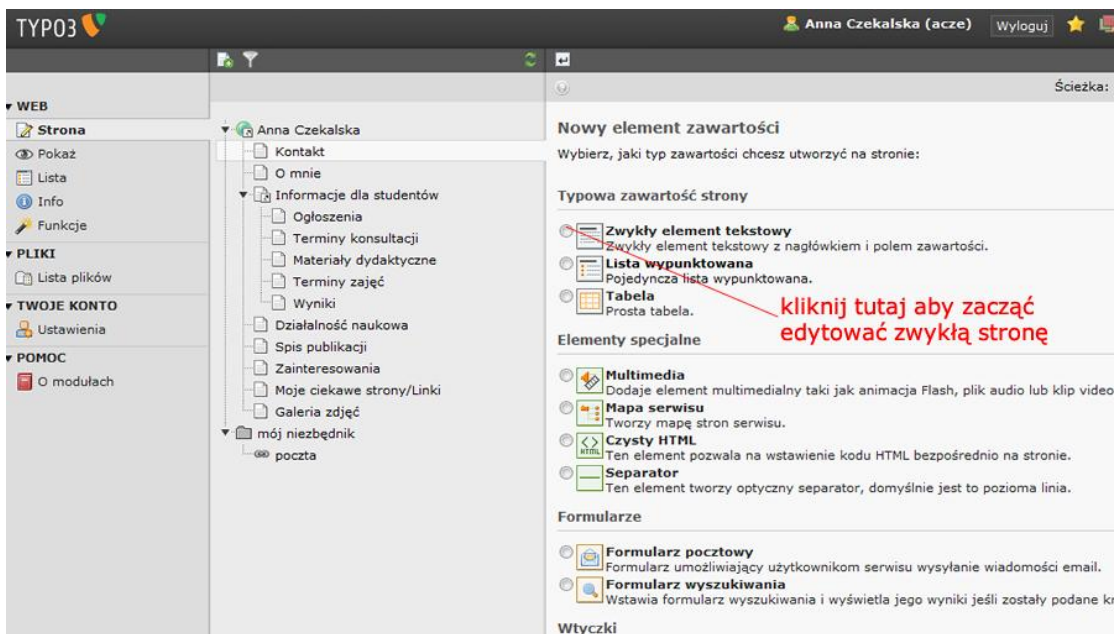 TYPO3
Anna Czekalska (acze)
Wyloguj
Ścieżka:
WEB
Strona
Pokaż
Lista
Info
Funkcje
PLIKI
Lista plików
TWOJE KONTO
Ustawienia
POMOC
O modułach
Anna Czekalska
Kontakt
O mnie
Informacje dla studentów
Ogłoszenia
Terminy konsultacji
Materiały dydaktyczne
Terminy zajęć
Wyniki
Działalność naukowa
Spis publikacji
Zainteresowania
Moje ciekawe strony/Linki
Galeria zdjęć
mój niezbędnik
poczta
Nowy element zawartości
Wybierz, jaki typ zawartości chcesz utworzyć na stronie:
Typowa zawartość strony
Zwykły element tekstowy
Zwykły element tekstowy z nagłówkiem i polem zawartości.
Lista wypunktowana
Pojedyncza lista wypunktowana.
Tabela
Prosta tabela.
kliknij tutaj aby zacząć
edytować zwykłą stronę
Elementy specjalne
Multimedia
Dodaje element multimedialny taki jak animacja Flash, plik audio lub klip video
Mapa serwisu
Tworzy mapę stron serwisu.
HTML
Czysty HTML
Ten element pozwala na wstawienie kodu HTML bezpośrednio na stronie.
Separator
Ten element tworzy optyczny separator, domyślnie jest to pozioma linia.
Formularze
Formularz pocztowy
Formularz umożliwiający użytkownikom serwisu wysyłanie wiadomości email.
Formularz wyszukiwania
Wstawia formularz wyszukiwania i wyświetla jego wyniki jeśli zostały podane
Wtyczki